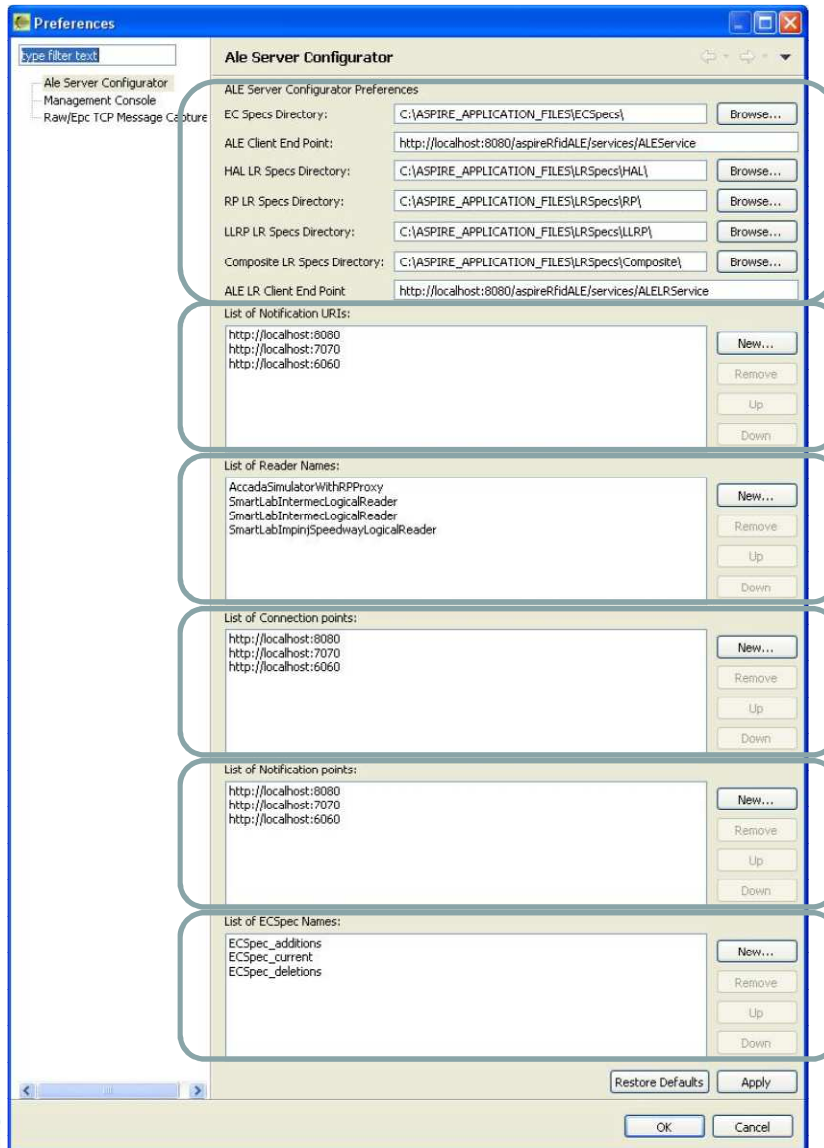 Preferences
type filter text
Ale Server Configurator
Management Console
Raw/Epc TCP Message Capture
Ale Server Configurator
ALE Server Configurator Preferences
EC Specs Directory: C:\ASPIRE_APPLICATION_FILES\ECSpecs\ Browse...
ALE Client End Point: http://localhost:8080/aspireRfidALE/services/ALEService
HAL LR Specs Directory: C:\ASPIRE_APPLICATION_FILES\LRSpecs\HAL\ Browse...
RP LR Specs Directory: C:\ASPIRE_APPLICATION_FILES\LRSpecs\RP\ Browse...
LLRP LR Specs Directory: C:\ASPIRE_APPLICATION_FILES\LRSpecs\LLRP\ Browse...
Composite LR Specs Directory: C:\ASPIRE_APPLICATION_FILES\LRSpecs\Composite\ Browse...
ALE LR Client End Point http://localhost:8080/aspireRfidALE/services/ALELRService
List of Notification URIs:
http://localhost:8080
http://localhost:7070
http://localhost:6060
New...
Remove
Up
Down
List of Reader Names:
AccadaSimulatorWithRPProxy
SmartLabIntermecLogicalReader
SmartLabIntermecLogicalReader
SmartLabImpinjSpeedwayLogicalReader
New...
Remove
Up
Down
List of Connection points:
http://localhost:8080
http://localhost:7070
http://localhost:6060
New...
Remove
Up
Down
List of Notification points:
http://localhost:8080
http://localhost:7070
http://localhost:6060
New...
Remove
Up
Down
List of ECSpec Names:
ECSpec_additions
ECSpec_current
ECSpec_deletions
New...
Remove
Up
Down
Restore Defaults Apply
OK Cancel